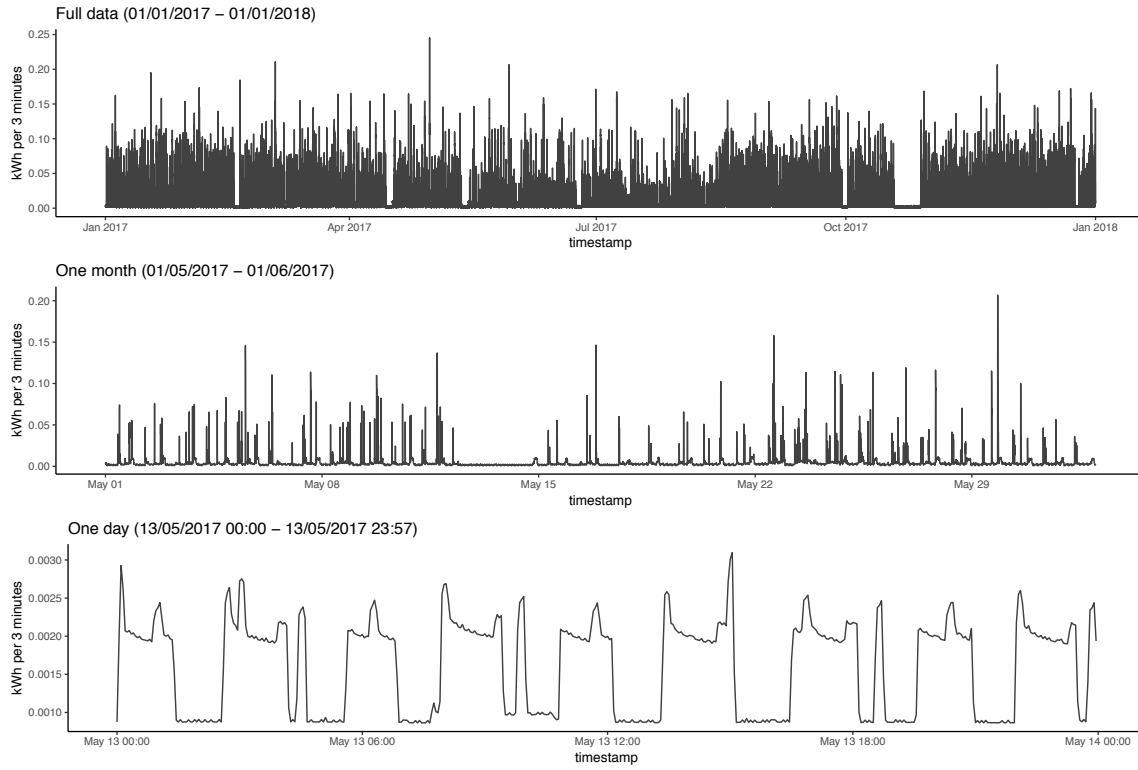 Full data (01/01/2017 – 01/01/2018)
kWh per 3 minutes
0.25
0.20
0.15
0.10
0.05
0.00
Jan 2017 Apr 2017 Jul 2017 Oct 2017 Jan 2018
timestamp
One month (01/05/2017 – 01/06/2017)
kWh per 3 minutes
0.20
0.15
0.10
0.05
0.00
May 01 May 08 May 15 May 22 May 29
timestamp
One day (13/05/2017 00:00 – 13/05/2017 23:57)
kWh per 3 minutes
0.0030
0.0025
0.0020
0.0015
0.0010
May 13 00:00 May 13 06:00 May 13 12:00 May 13 18:00 May 14 00:00
timestamp